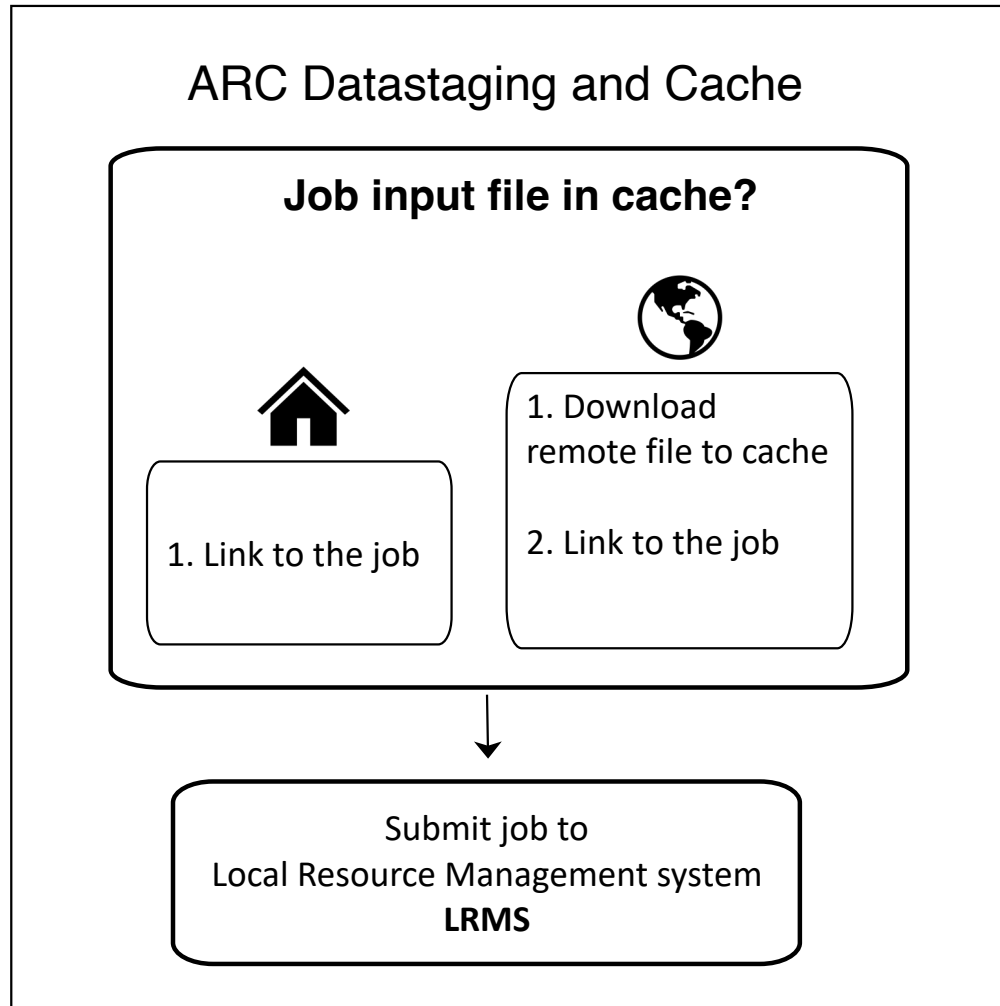 ARC Datastaging and Cache
Job input file in cache?
1. Link to the job
1. Download
remote file to cache
2. Link to the job
Submit job to
Local Resource Management system
LRMS